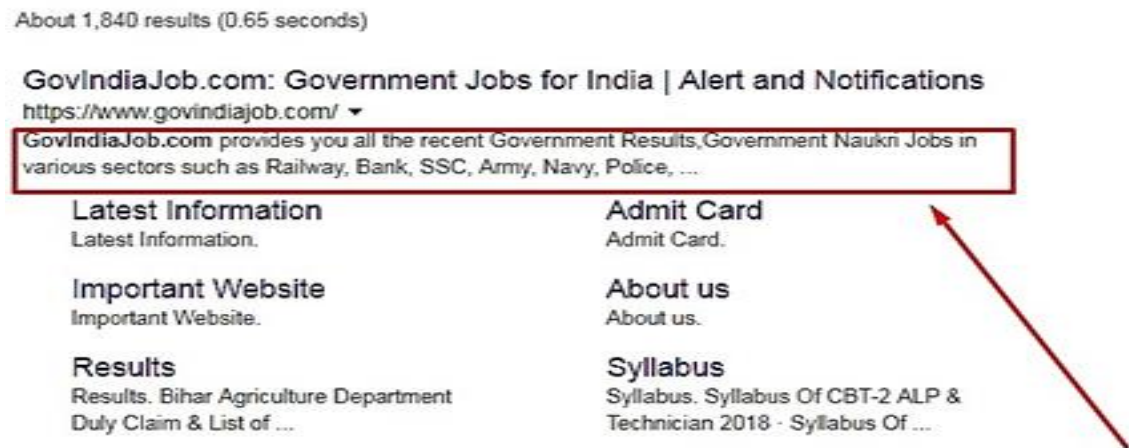 About 1,840 results (0.65 seconds)
GovIndiaJob.com: Government Jobs for India | Alert and Notifications
https://www.govindiajob.com/
GovIndiaJob.com provides you all the recent Government Results,Government Naukri Jobs in
various sectors such as Railway, Bank, SSC, Army, Navy, Police, ...
Latest Information
Latest Information.
Admit Card
Admit Card.
Important Website
Important Website.
About us
About us.
Results
Results. Bihar Agriculture Department
Duly Claim & List of ...
Syllabus
Syllabus. Syllabus Of CBT-2 ALP &
Technician 2018 · Syllabus Of ...